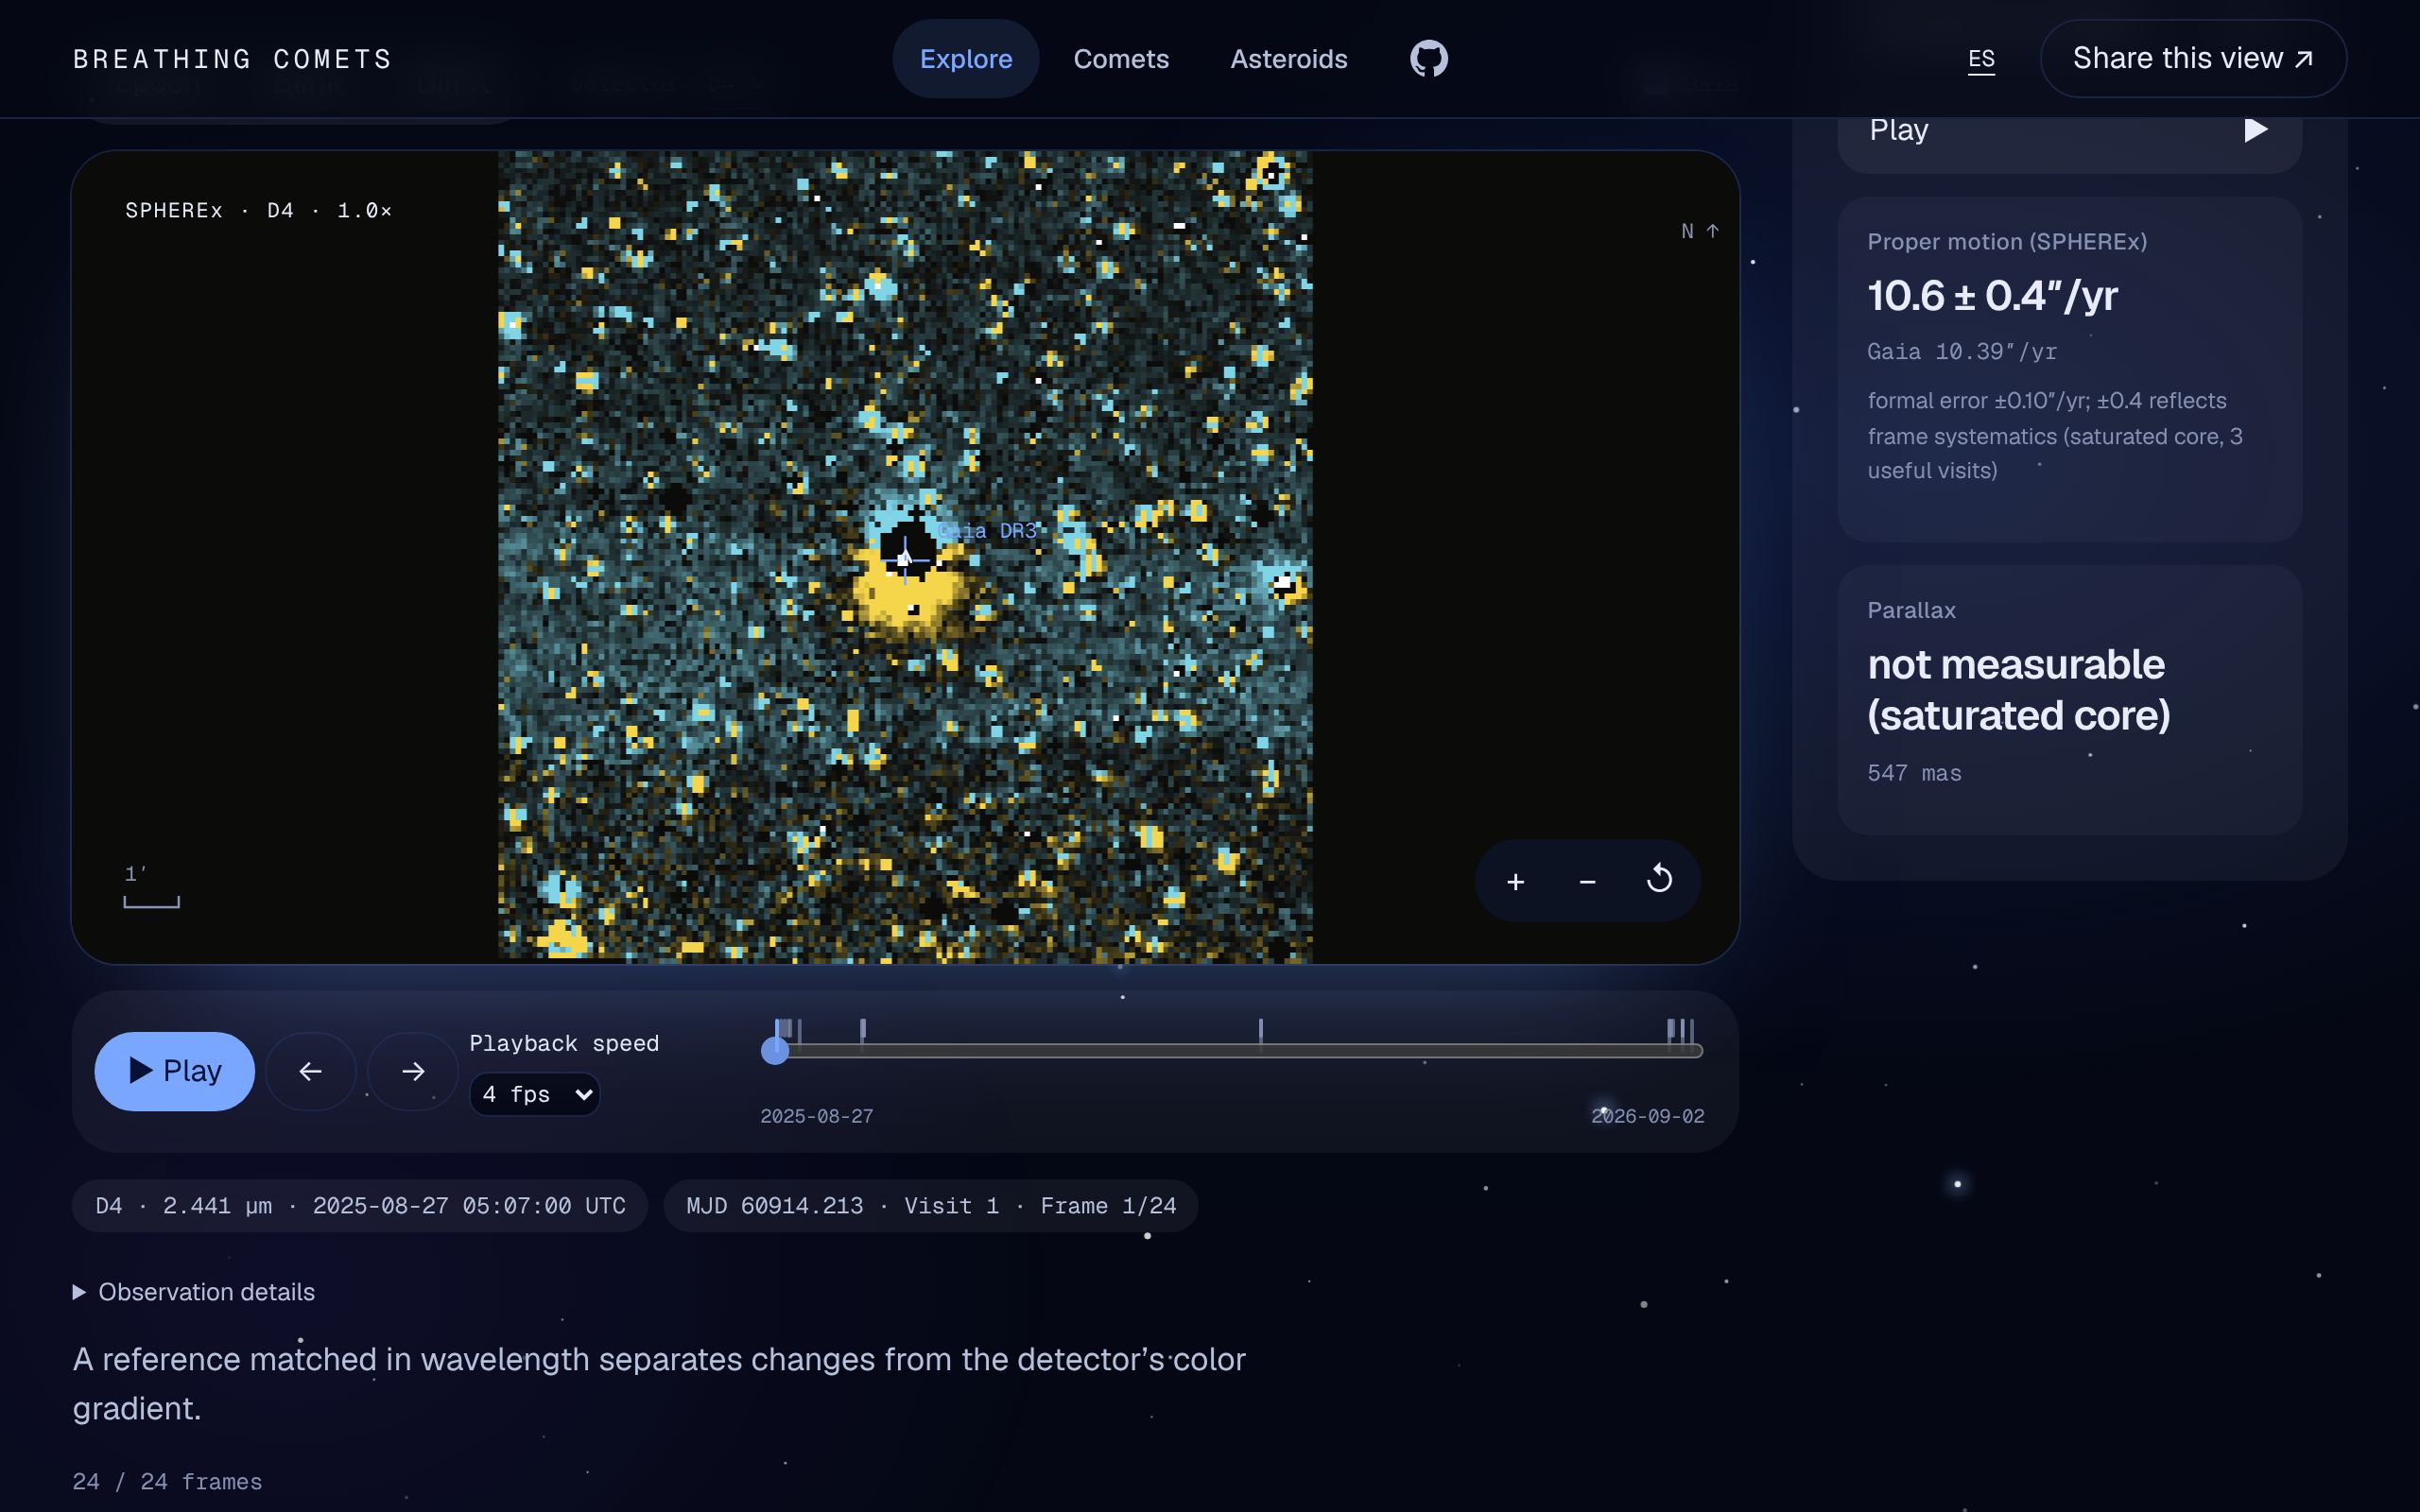 BREATHING COMETS
Explore
Comets
Asteroids
ES
Share this view ↗
SPHEREx · D4 · 1.0×
N ↑
Gaia DR3
1′
+
−
Play
Proper motion (SPHEREx)
10.6 ± 0.4″/yr
Gaia 10.39″/yr
formal error ±0.10″/yr; ±0.4 reflects
frame systematics (saturated core, 3
useful visits)
Parallax
not measurable
(saturated core)
547 mas
Play
←
→
Playback speed
4 fps
2025-08-27
2026-09-02
D4 · 2.441 µm · 2025-08-27 05:07:00 UTC
MJD 60914.213 · Visit 1 · Frame 1/24
Observation details
A reference matched in wavelength separates changes from the detector’s color
gradient.
24 / 24 frames